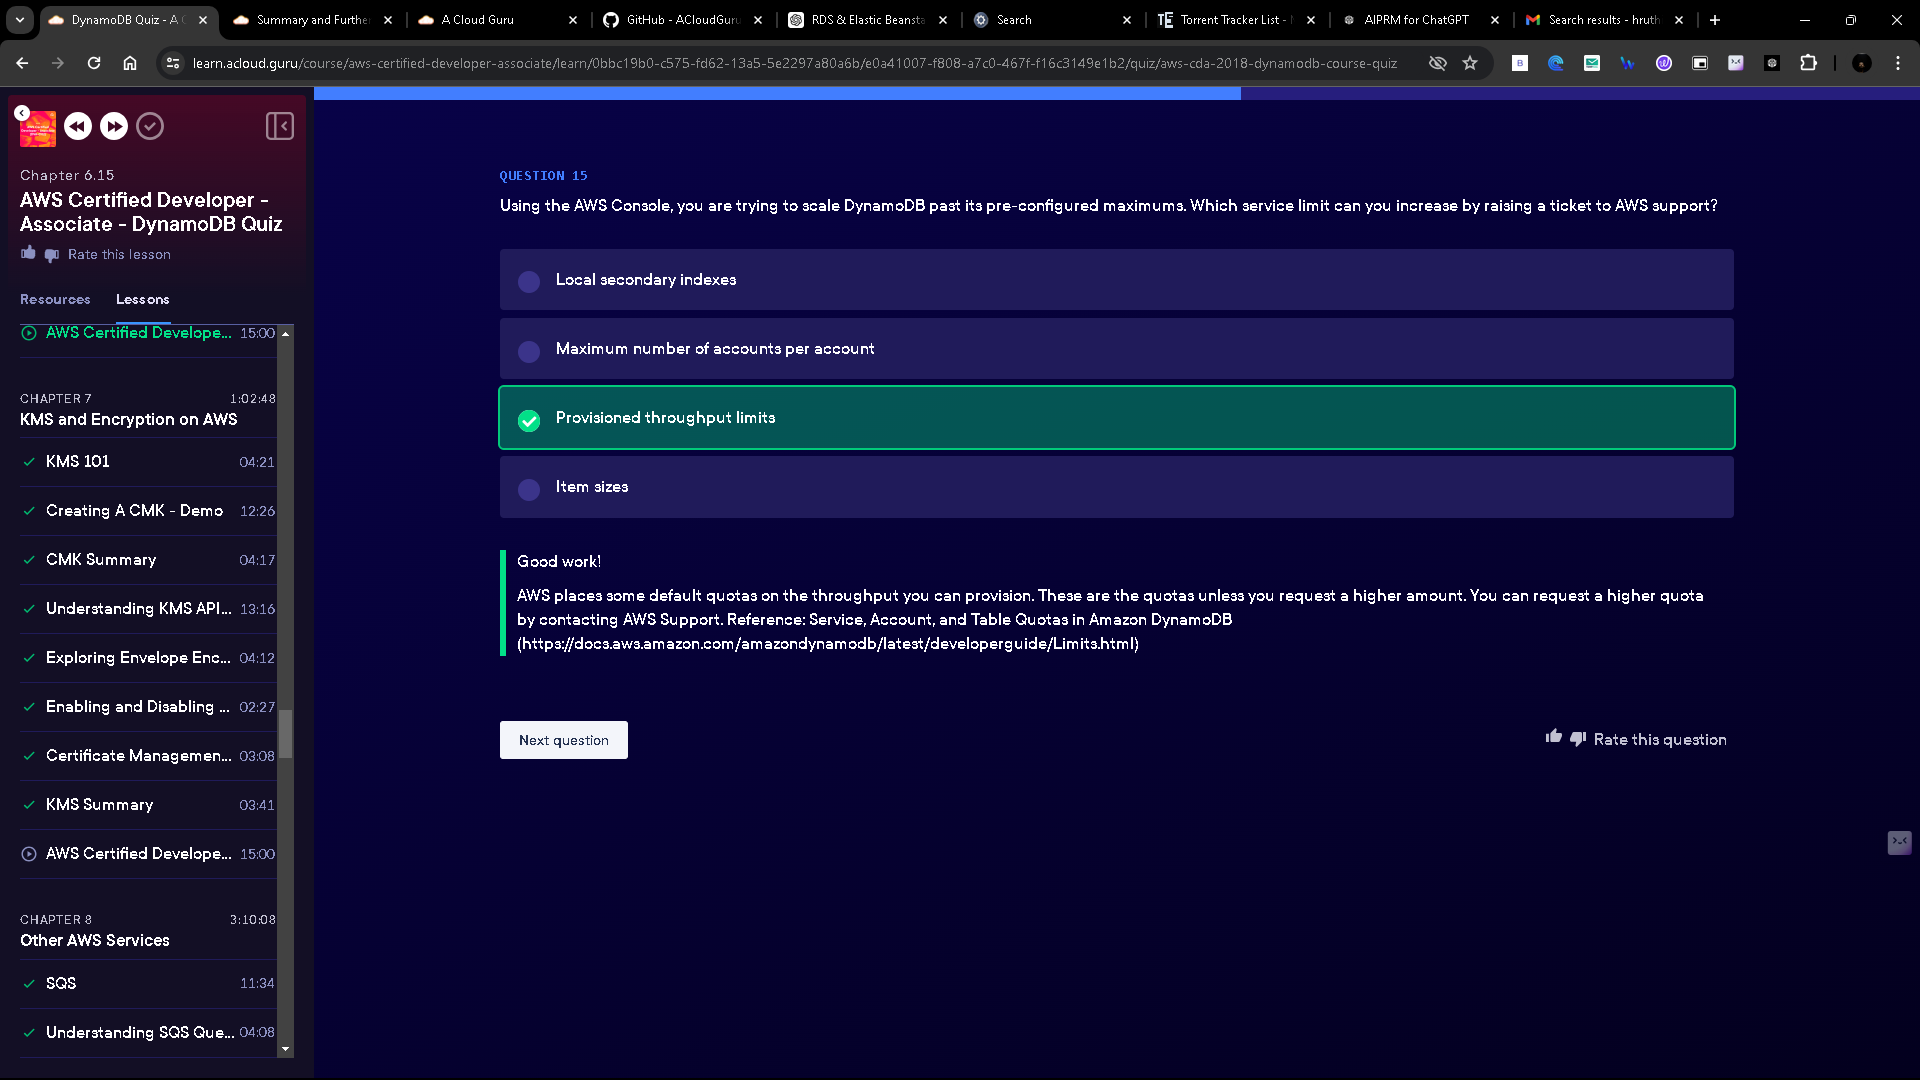 DynamoDB Quiz - A C
Summary and Further
A Cloud Guru
GitHub - ACloudGuru
RDS & Elastic Beansta
Search
Torrent Tracker List -
AIPRM for ChatGPT
Search results - hruth
learn.acloud.guru/course/aws-certified-developer-associate/learn/0bbc19b0-c575-fd62-13a5-5e2297a80a6b/e0a41007-f808-a7c0-467f-f16c3149e1b2/quiz/aws-cda-2018-dynamodb-course-quiz
Chapter 6.15
AWS Certified Developer -
Associate - DynamoDB Quiz
Rate this lesson
Resources
Lessons
AWS Certified Develope... 15:00
CHAPTER 7 1:02:48
KMS and Encryption on AWS
KMS 101 04:21
Creating A CMK - Demo 12:26
CMK Summary 04:17
Understanding KMS API... 13:16
Exploring Envelope Enc... 04:12
Enabling and Disabling ... 02:27
Certificate Managemen... 03:08
KMS Summary 03:41
AWS Certified Develope... 15:00
CHAPTER 8 3:10:08
Other AWS Services
SQS 11:34
Understanding SQS Que... 04:08
QUESTION 15
Using the AWS Console, you are trying to scale DynamoDB past its pre-configured maximums. Which service limit can you increase by raising a ticket to AWS support?
Local secondary indexes
Maximum number of accounts per account
Provisioned throughput limits
Item sizes
Good work!
AWS places some default quotas on the throughput you can provision. These are the quotas unless you request a higher amount. You can request a higher quota
by contacting AWS Support. Reference: Service, Account, and Table Quotas in Amazon DynamoDB
(https://docs.aws.amazon.com/amazondynamodb/latest/developerguide/Limits.html)
Next question
Rate this question